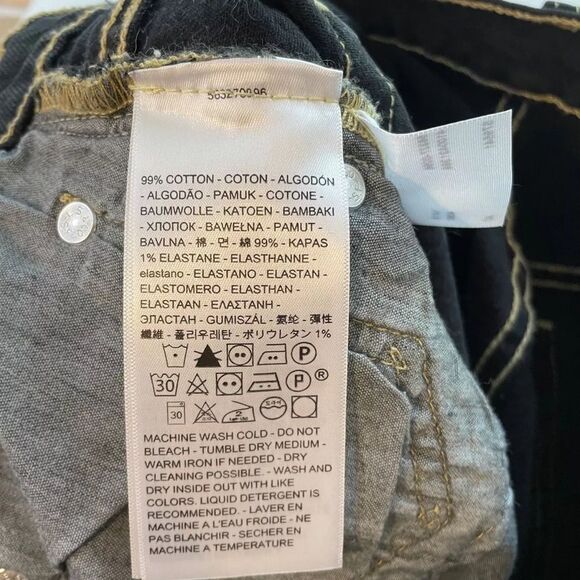 563270996
99% COTTON - COTON - ALGODÓN
- ALGODÃO - PAMUK - COTONE -
BAUMWOLLE - KATOEN - BAMBAKI
- ХЛОПОК - BAWEŁNA - PAMUT -
BAVLNA - 棉 - 면 - 綿 99% - KAPAS
1% ELASTANE - ELASTHANNE -
elastano - ELASTANO - ELASTAN -
ELASTOMERO - ELASTHAN -
ELASTAAN - ΕΛΑΣΤΑΝΗ -
ЭЛАСТАН - GUMISZÁL - 氨纶 - 彈性
纖維 - 폴리우레탄 - ポリウレタン 1%
P
30 P ®
30
MACHINE WASH COLD - DO NOT
BLEACH - TUMBLE DRY MEDIUM -
WARM IRON IF NEEDED - DRY
CLEANING POSSIBLE. - WASH AND
DRY INSIDE OUT WITH LIKE
COLORS. LIQUID DETERGENT IS
RECOMMENDED. - LAVER EN
MACHINE A L'EAU FROIDE - NE
PAS BLANCHIR - SECHER EN
MACHINE A TEMPERATURE